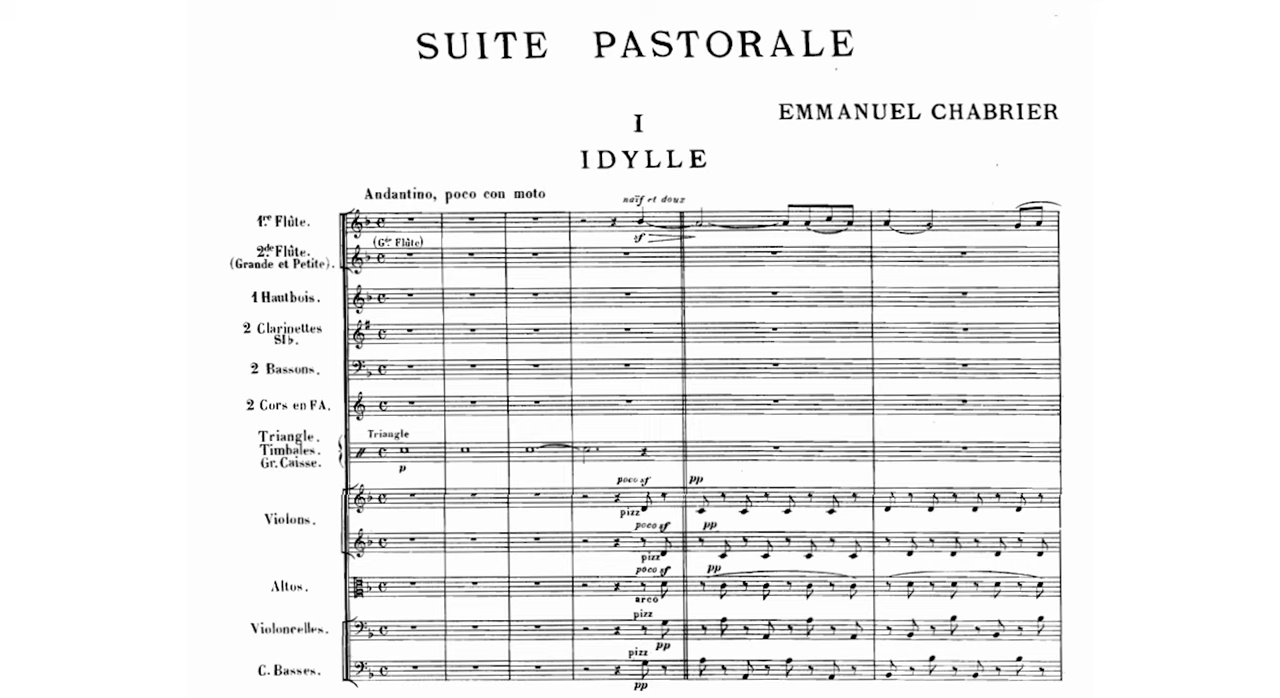 SUITE PASTORALE
EMMANUEL CHABRIER
I
IDYLLE
Andantino, poco con moto
naïf et doux
1re Flûte.
sf
(Gde Flûte)
2de Flûte.
(Grande et Petite).
1 Hautbois.
2 Clarinettes
SI♭.
2 Bassons.
2 Cors en FA.
Triangle.
Timbales.
Gr. Caisse.
Triangle
p
poco sf
pp
Violons.
pizz
poco sf
pp
pizz
poco sf
pp
Altos.
arco
pizz
Violoncelles.
pp
pizz
C. Basses.
pp